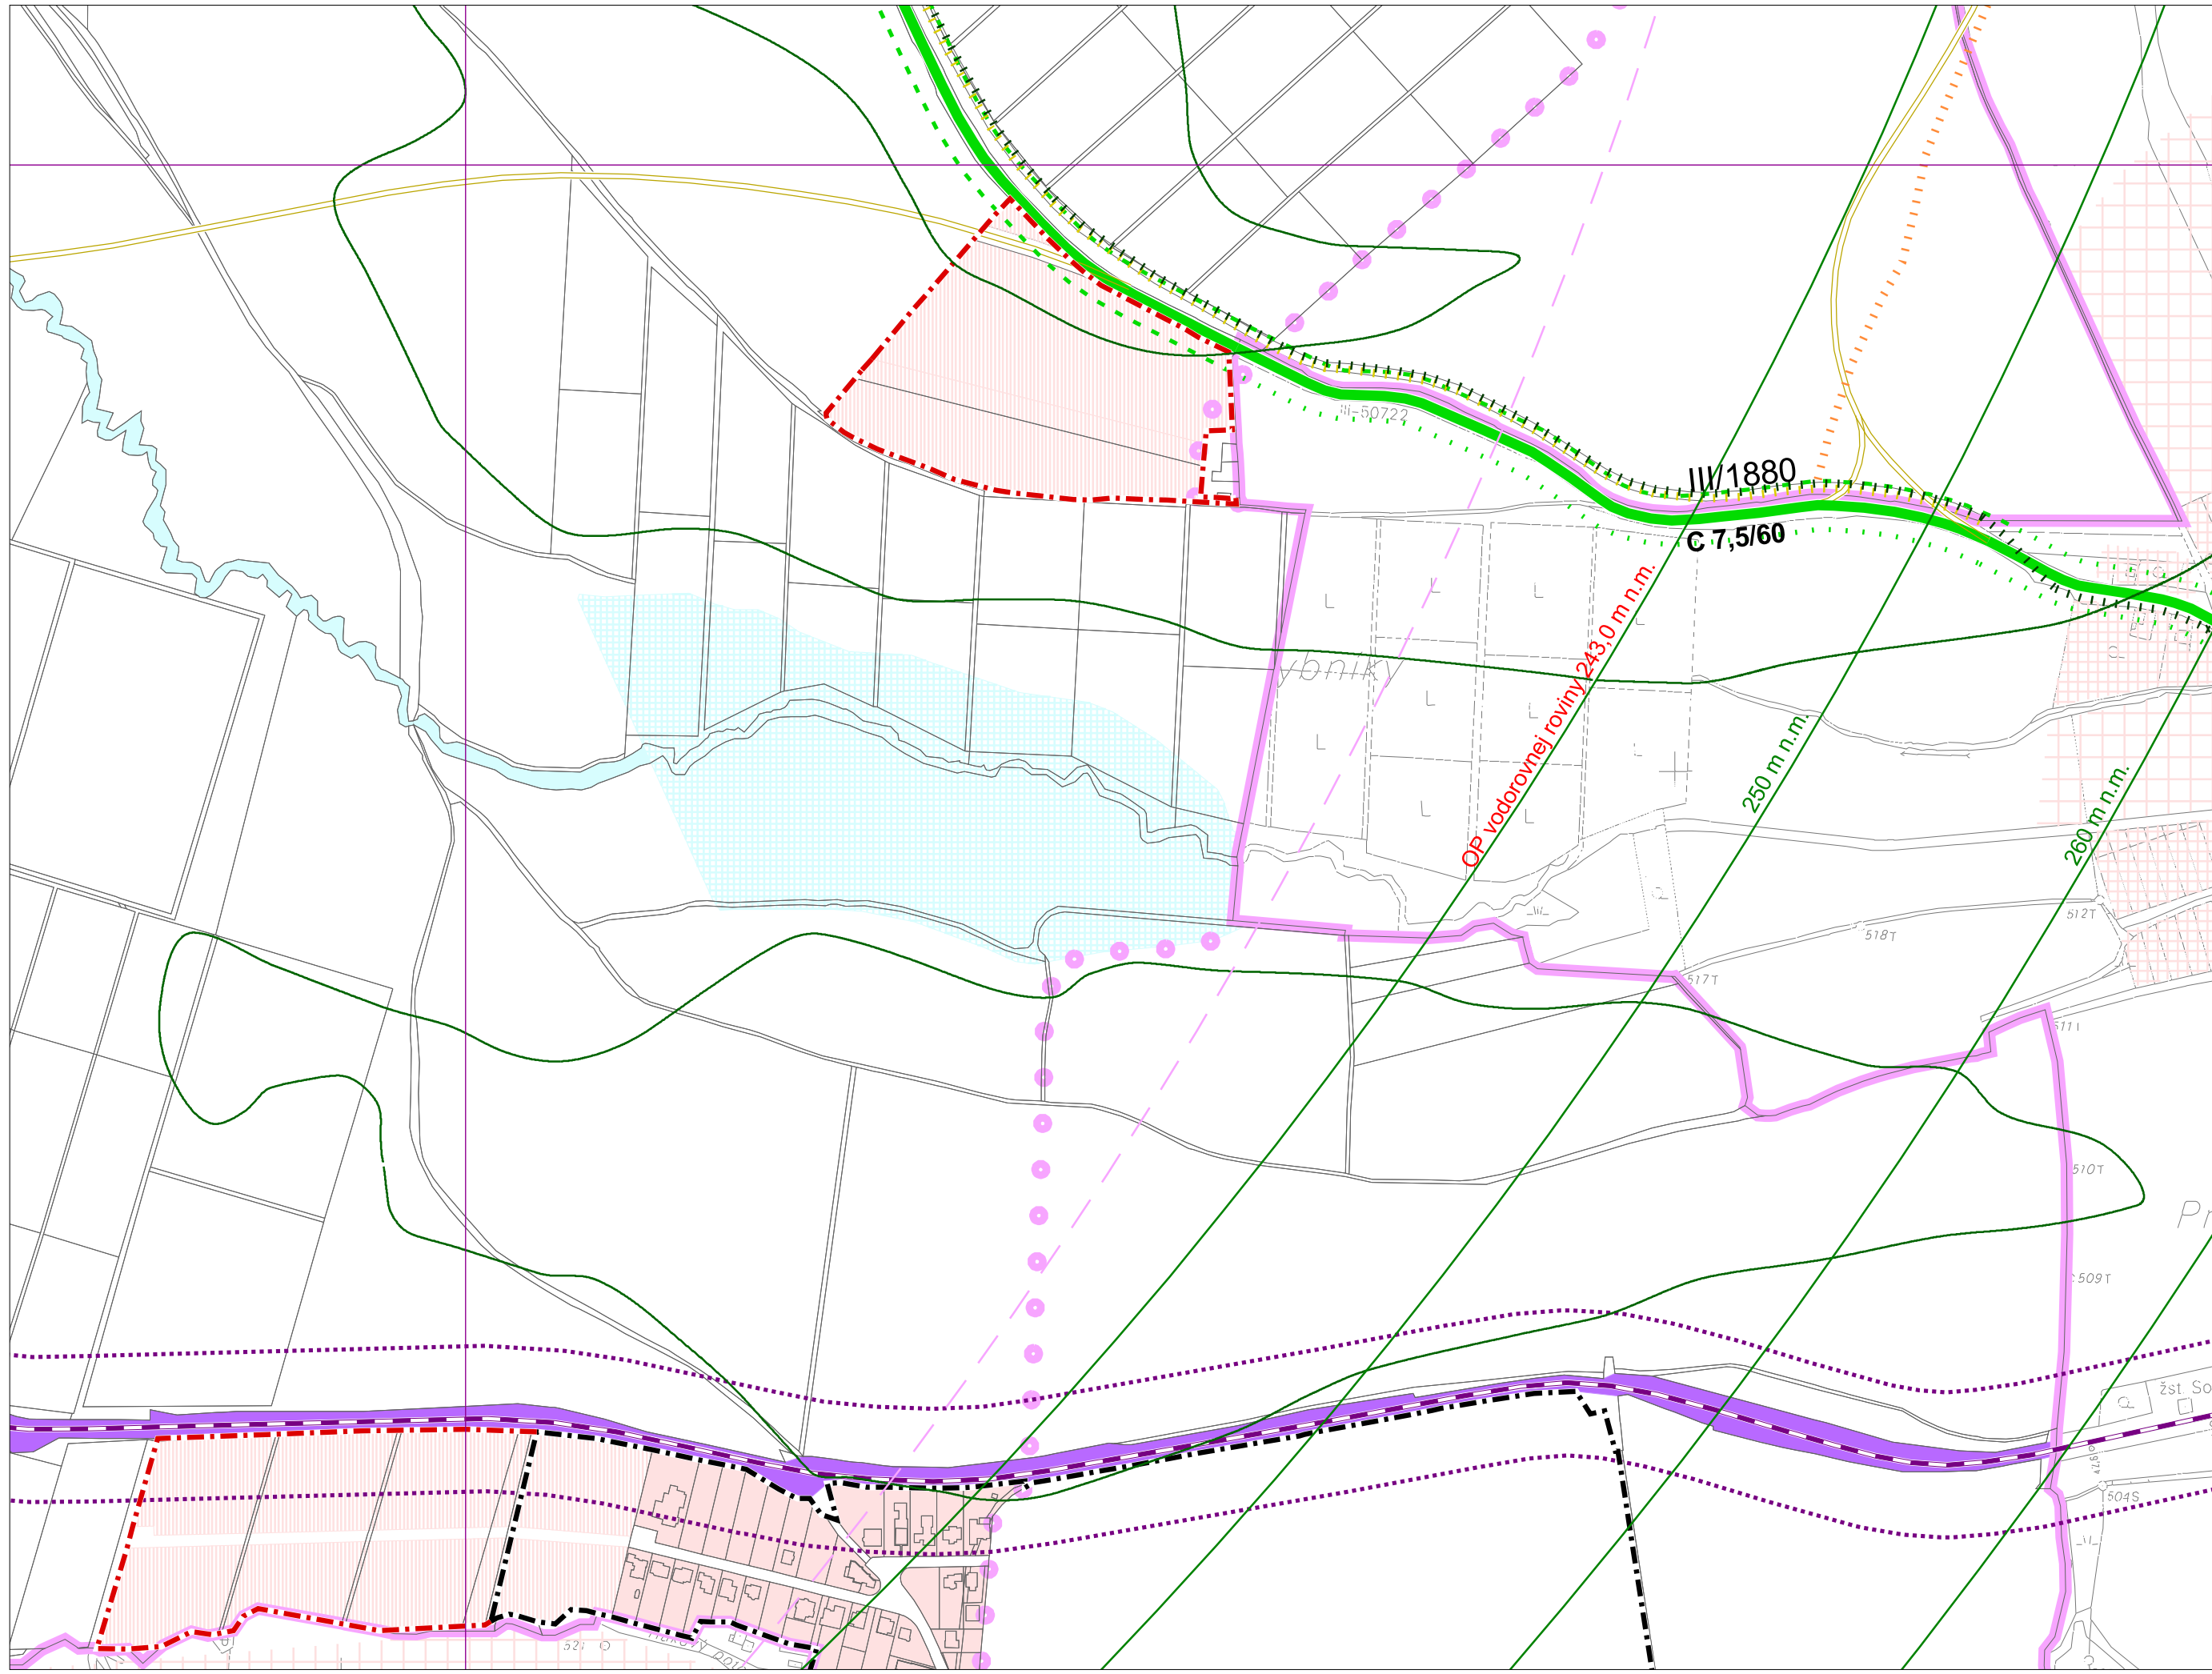 III-50722
III/1880
C 7,5/60
OP vodorovnej roviny 243,0 m n.m.
250 m n.m.
260 m n.m.
ybníky
512T
518T
517T
511T
510T
509T
žst. So
504S